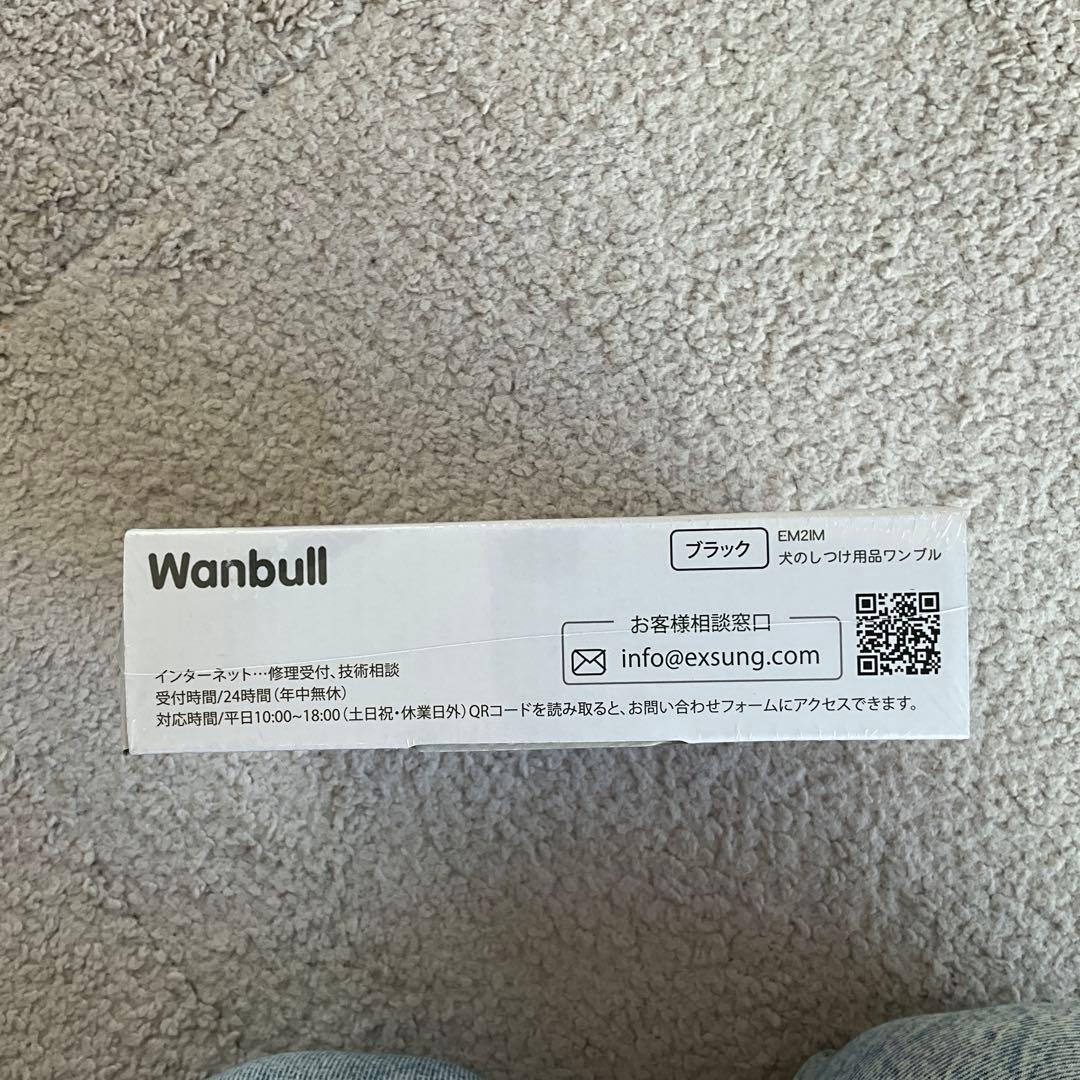 Wanbull
ブラック
EM21M
犬のしつけ用品ワンブル
お客様相談窓口
info@exsung.com
インターネット…修理受付、技術相談
受付時間/24時間(年中無休)
対応時間/平日10:00~18:00(土日祝・休業日外)QRコードを読み取ると、お問い合わせフォームにアクセスできます。